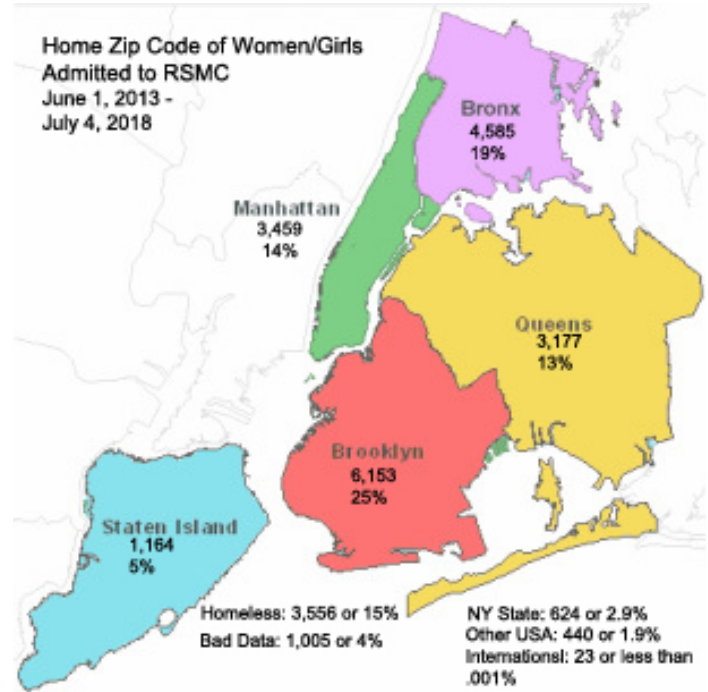 Home Zip Code of Women/Girls
Admitted to RSMC
June 1, 2013 -
July 4, 2018
Bronx
4,585
19%
Manhattan
3,459
14%
Queens
3,177
13%
Brooklyn
6,153
25%
Staten Island
1,164
5%
Homeless: 3,556 or 15%
Bad Data: 1,005 or 4%
NY State: 624 or 2.9%
Other USA: 440 or 1.9%
International: 23 or less than
.001%